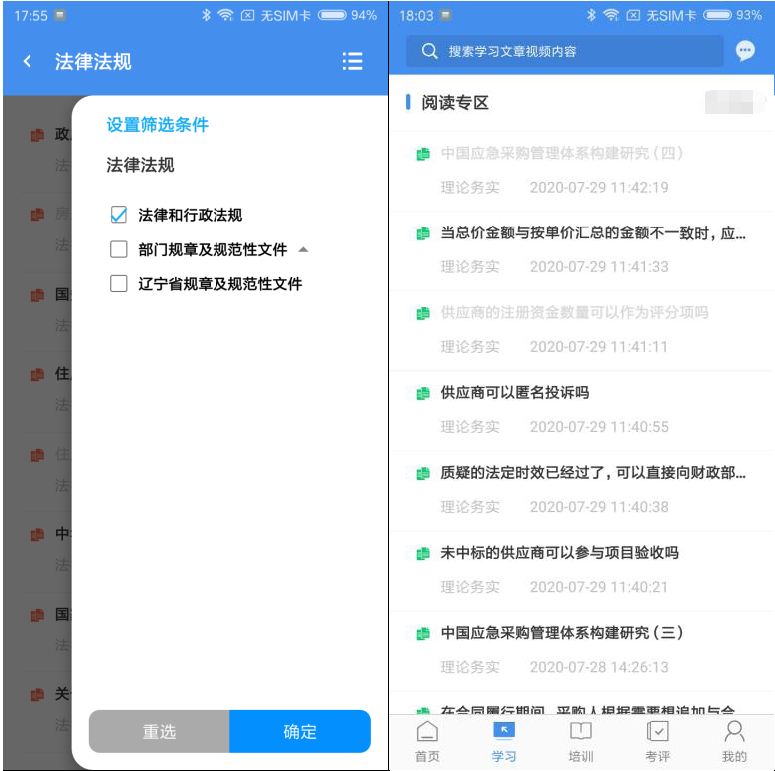 17:55
无SIM卡
94%
法律法规
设置筛选条件
法律法规
法律和行政法规
部门规章及规范性文件
辽宁省规章及规范性文件
政
法
房
法
国
法
住
法
住
法
中
法
国
法
关
法
重选
确定
18:03
无SIM卡
93%
搜索学习文章视频内容
阅读专区
中国应急采购管理体系构建研究(四)
理论务实 2020-07-29 11:42:19
当总价金额与按单价汇总的金额不一致时,应...
理论务实 2020-07-29 11:41:33
供应商的注册资金数量可以作为评分项吗
理论务实 2020-07-29 11:41:11
供应商可以匿名投诉吗
理论务实 2020-07-29 11:40:55
质疑的法定时效已经过了,可以直接向财政部...
理论务实 2020-07-29 11:40:38
未中标的供应商可以参与项目验收吗
理论务实 2020-07-29 11:40:21
中国应急采购管理体系构建研究(三)
理论务实 2020-07-28 14:26:13
在合同履行期间,采购人根据需要想追加与合
首页 学习 培训 考评 我的